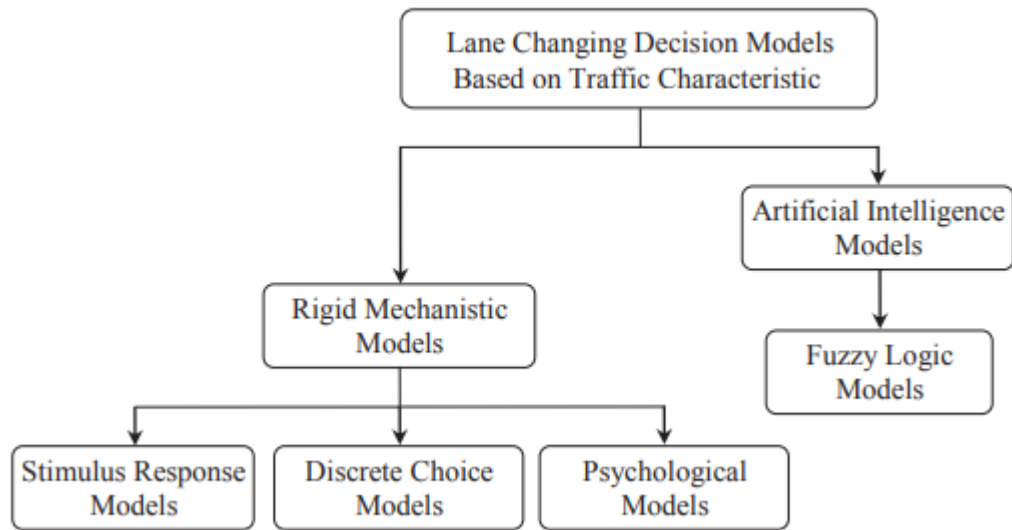 Lane Changing Decision Models
Based on Traffic Characteristic
Artificial Intelligence
Models
Rigid Mechanistic
Models
Fuzzy Logic
Models
Stimulus Response
Models
Discrete Choice
Models
Psychological
Models